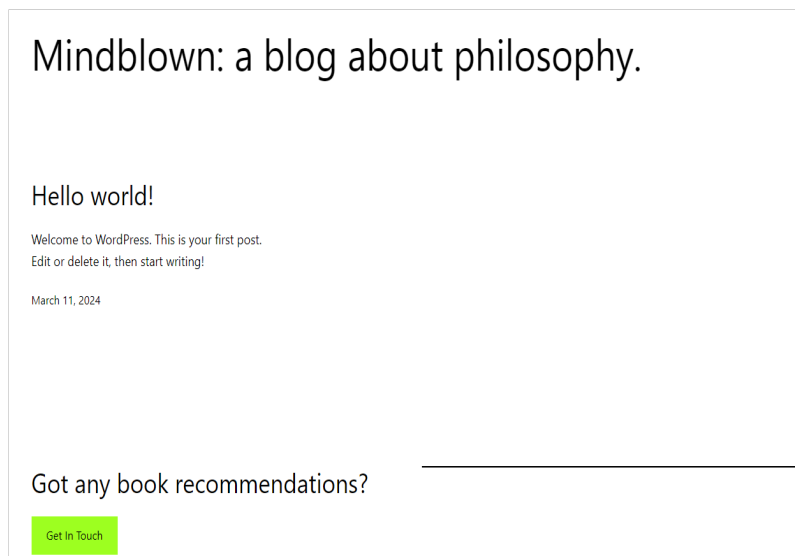 Mindblown: a blog about philosophy.
Hello world!
Welcome to WordPress. This is your first post.
Edit or delete it, then start writing!
March 11, 2024
Got any book recommendations?
Get In Touch